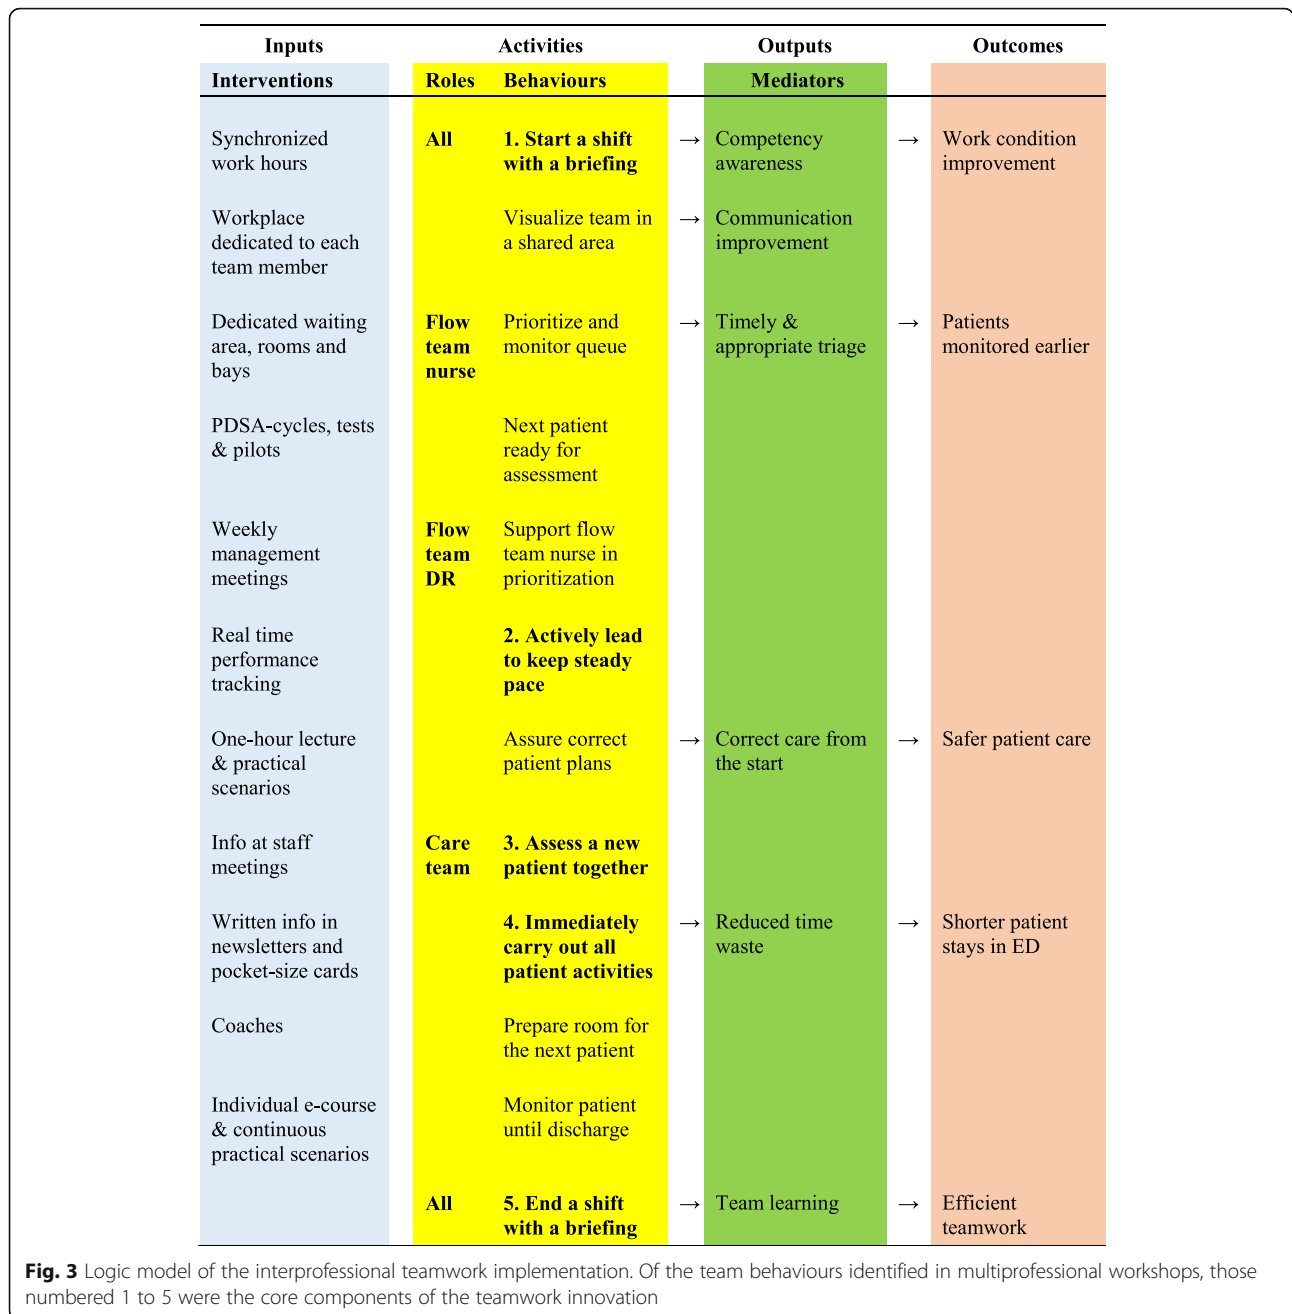 Inputs Activities Outputs Outcomes
Interventions Roles Behaviours Mediators
Synchronized All 1. Start a shift → Competency → Work condition
work hours with a briefing awareness improvement
Workplace Visualize team in → Communication
dedicated to each a shared area improvement
team member
Dedicated waiting Flow Prioritize and → Timely & → Patients
area, rooms and team monitor queue appropriate triage monitored earlier
bays nurse
PDSA-cycles, tests Next patient
& pilots ready for
assessment
Weekly Flow Support flow
management team team nurse in
meetings DR prioritization
Real time 2. Actively lead
performance to keep steady
tracking pace
One-hour lecture Assure correct → Correct care from → Safer patient care
& practical patient plans the start
scenarios
Info at staff Care 3. Assess a new
meetings team patient together
Written info in 4. Immediately → Reduced time → Shorter patient
newsletters and carry out all waste stays in ED
pocket-size cards patient activities
Coaches Prepare room for
the next patient
Individual e-course Monitor patient
& continuous until discharge
practical scenarios
All 5. End a shift → Team learning → Efficient
with a briefing teamwork
Fig. 3 Logic model of the interprofessional teamwork implementation. Of the team behaviours identified in multiprofessional workshops, those
numbered 1 to 5 were the core components of the teamwork innovation